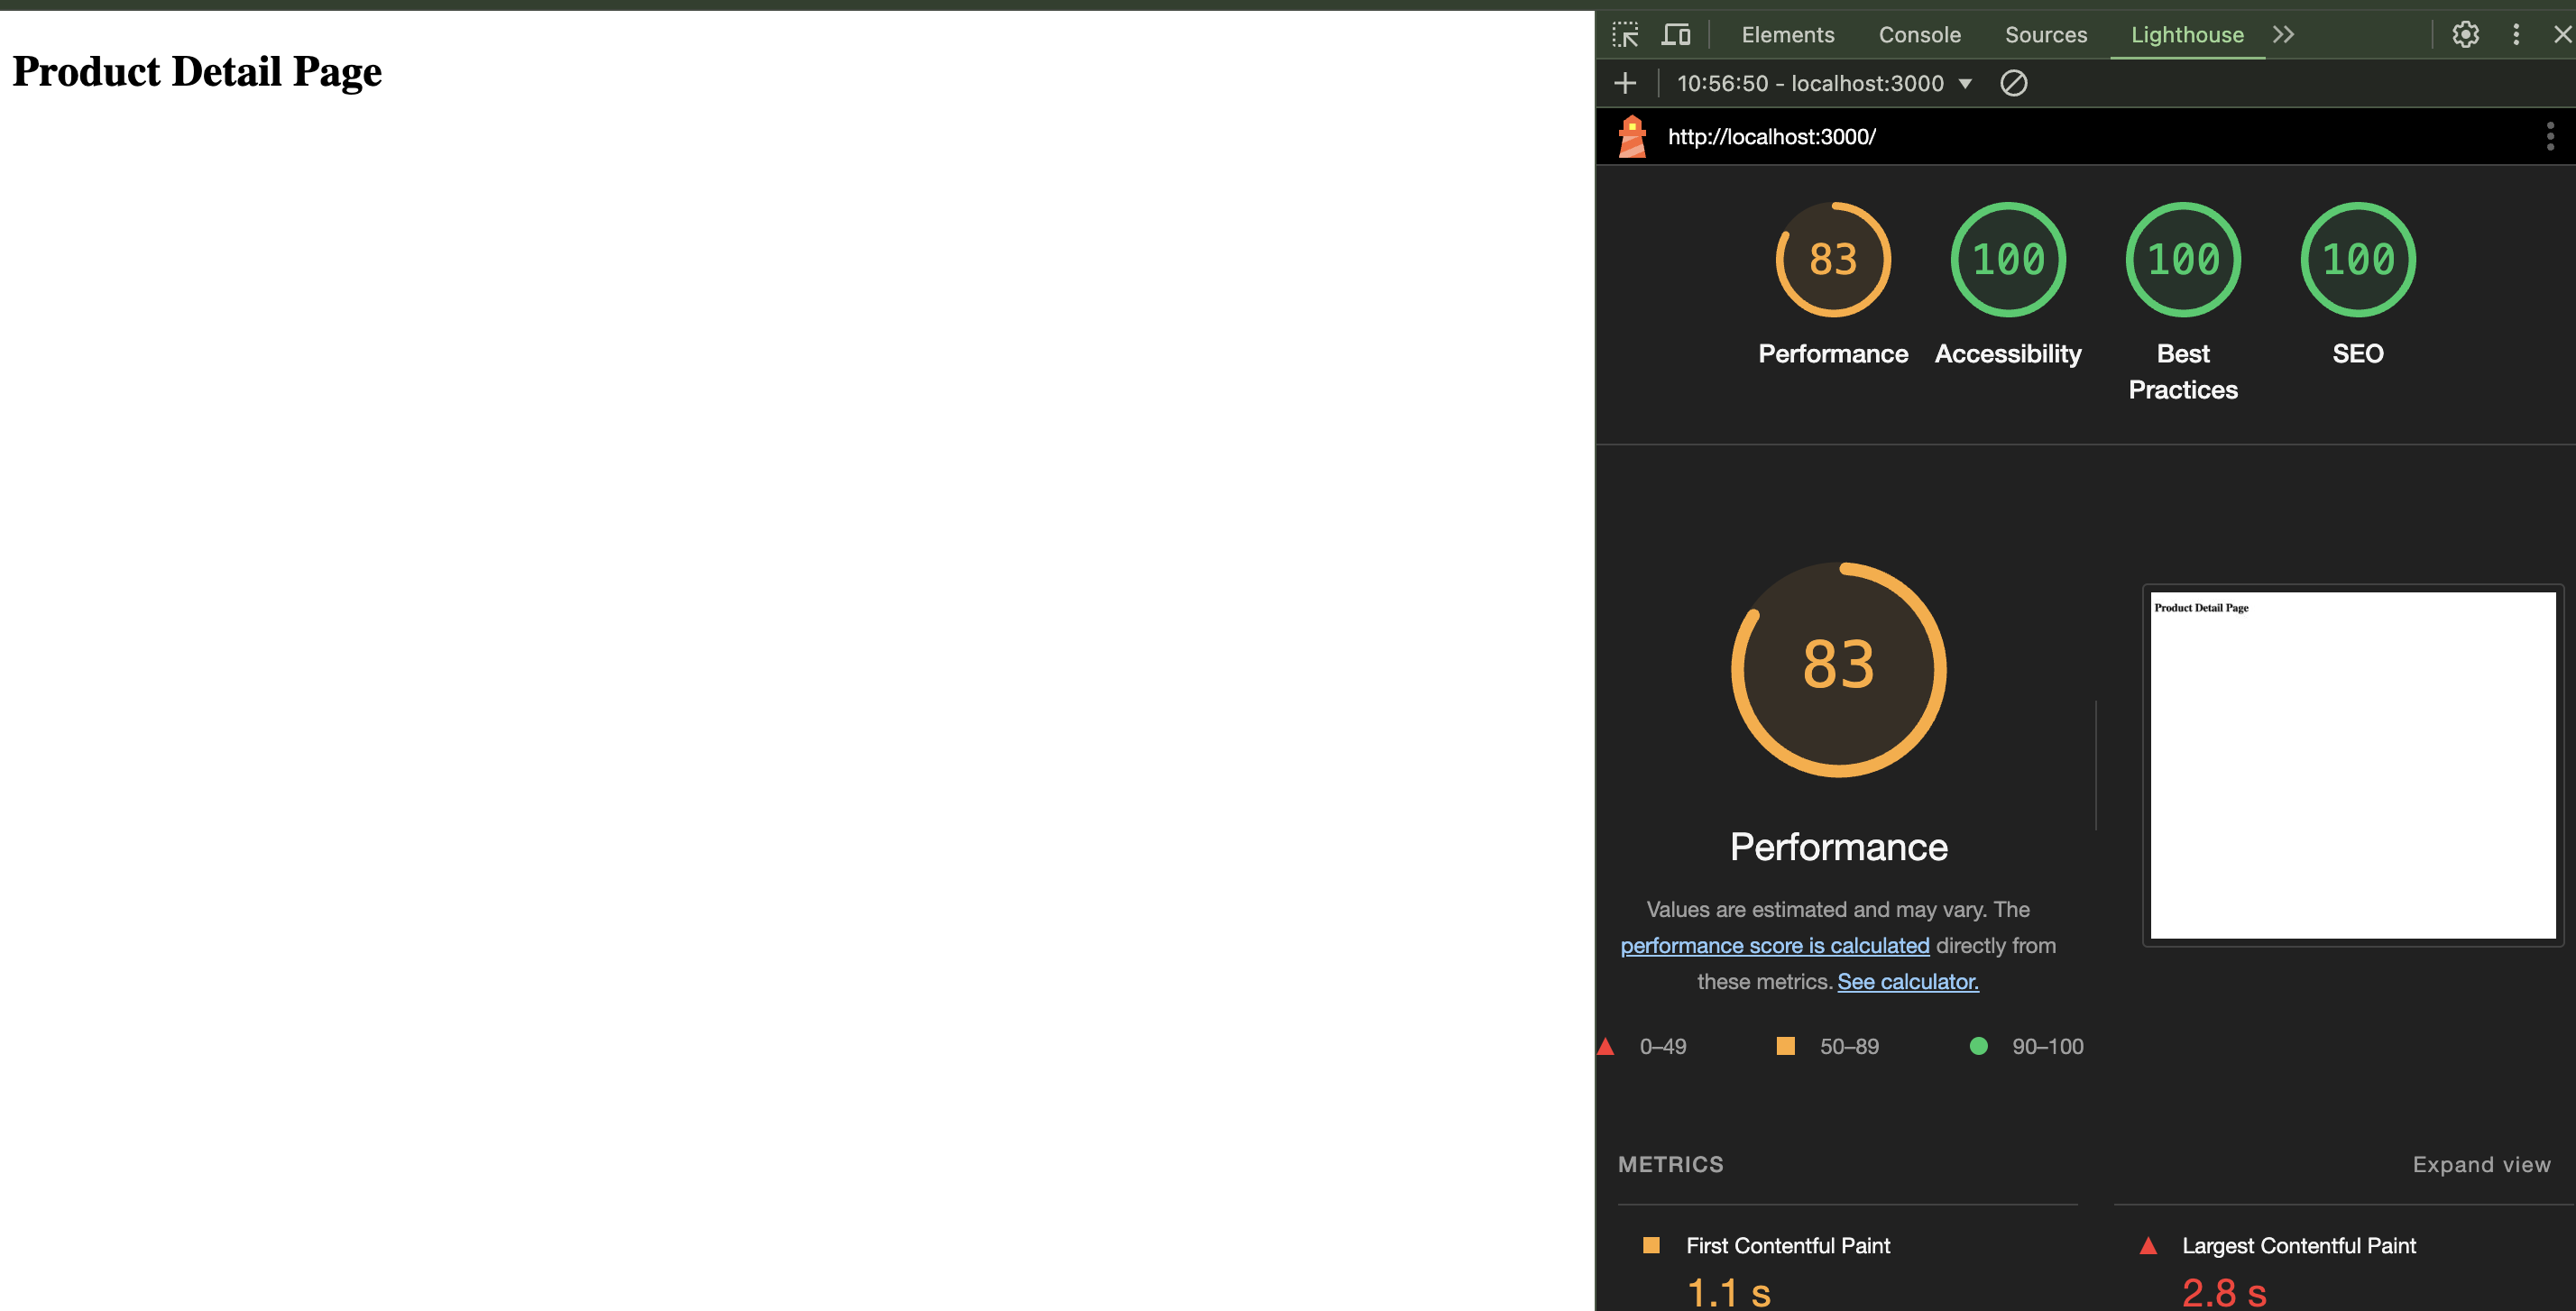 Product Detail Page
Elements Console Sources Lighthouse
10:56:50 - localhost:3000
http://localhost:3000/
83 100 100 100
Performance Accessibility Best Practices SEO
83
Performance
Values are estimated and may vary. The
performance score is calculated directly from
these metrics. See calculator.
0–49 50–89 90–100
Product Detail Page
METRICS Expand view
First Contentful Paint
1.1 s
Largest Contentful Paint
2.8 s